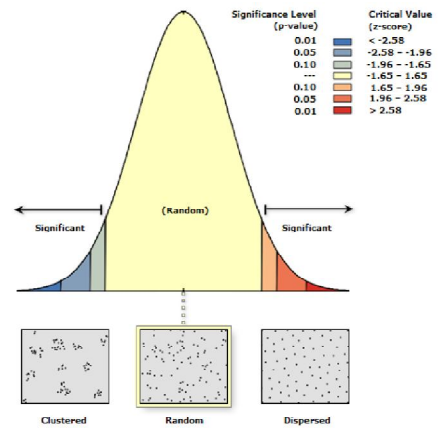 Significance Level Critical Value
(p-value) (z-score)
0.01 < -2.58
0.05 -2.58 – -1.96
0.10 -1.96 – -1.65
--- -1.65 – 1.65
0.10 1.65 – 1.96
0.05 1.96 – 2.58
0.01 > 2.58
(Random)
Significant Significant
Clustered Random Dispersed